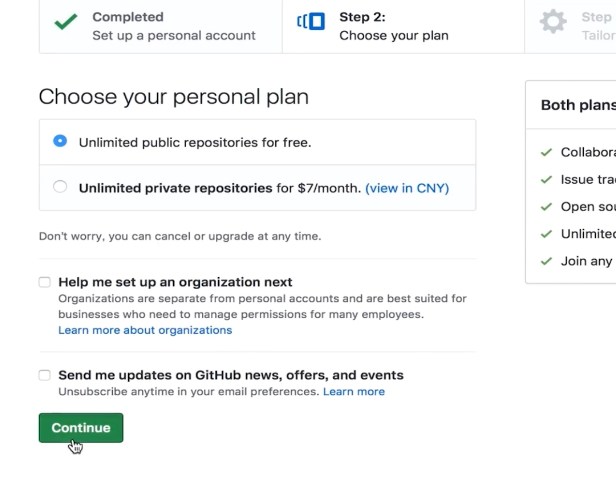 Completed
Set up a personal account
Step 2:
Choose your plan
Step
Tailor
Choose your personal plan
Unlimited public repositories for free.
Unlimited private repositories for $7/month. (view in CNY)
Don't worry, you can cancel or upgrade at any time.
Help me set up an organization next
Organizations are separate from personal accounts and are best suited for
businesses who need to manage permissions for many employees.
Learn more about organizations
Send me updates on GitHub news, offers, and events
Unsubscribe anytime in your email preferences. Learn more
Continue
Both plans
Collabora
Issue tra
Open sou
Unlimited
Join any